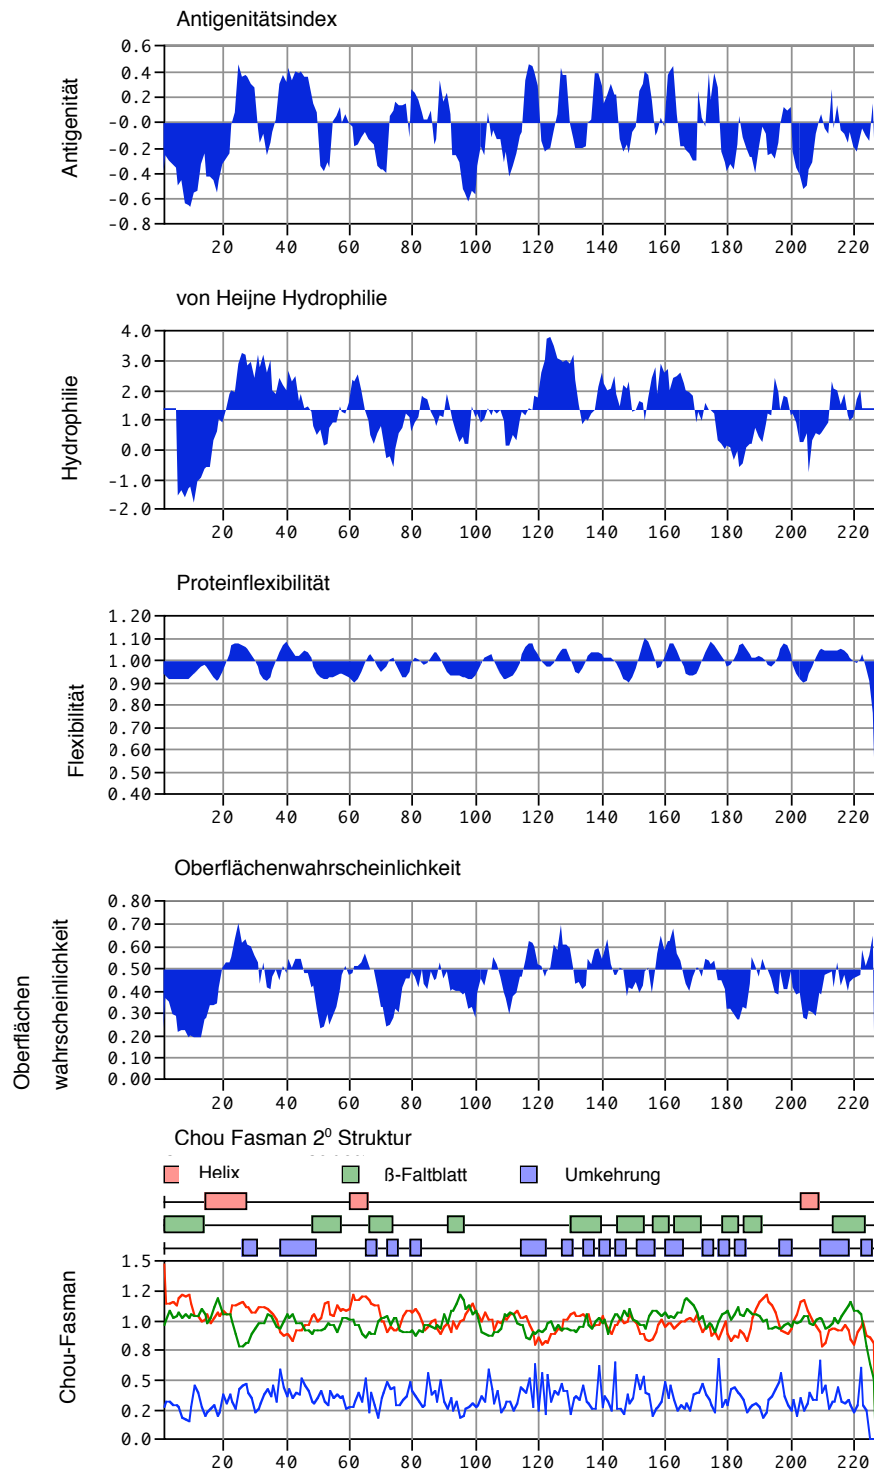 Antigenitätsindex
Antigenität
0.6
0.4
0.2
-0.0
-0.2
-0.4
-0.6
-0.8
20 40 60 80 100 120 140 160 180 200 220
von Heijne Hydrophilie
Hydrophilie
4.0
3.0
2.0
1.0
0.0
-1.0
-2.0
20 40 60 80 100 120 140 160 180 200 220
Proteinflexibilität
Flexibilität
1.20
1.10
1.00
0.90
0.80
0.70
0.60
0.50
0.40
20 40 60 80 100 120 140 160 180 200 220
Oberflächenwahrscheinlichkeit
Oberflächen
wahrscheinlichkeit
0.80
0.70
0.60
0.50
0.40
0.30
0.20
0.10
0.00
20 40 60 80 100 120 140 160 180 200 220
Chou Fasman 2⁰ Struktur
Helix ß-Faltblatt Umkehrung
Chou-Fasman
1.5
1.2
1.0
0.8
0.5
0.2
0.0
20 40 60 80 100 120 140 160 180 200 220